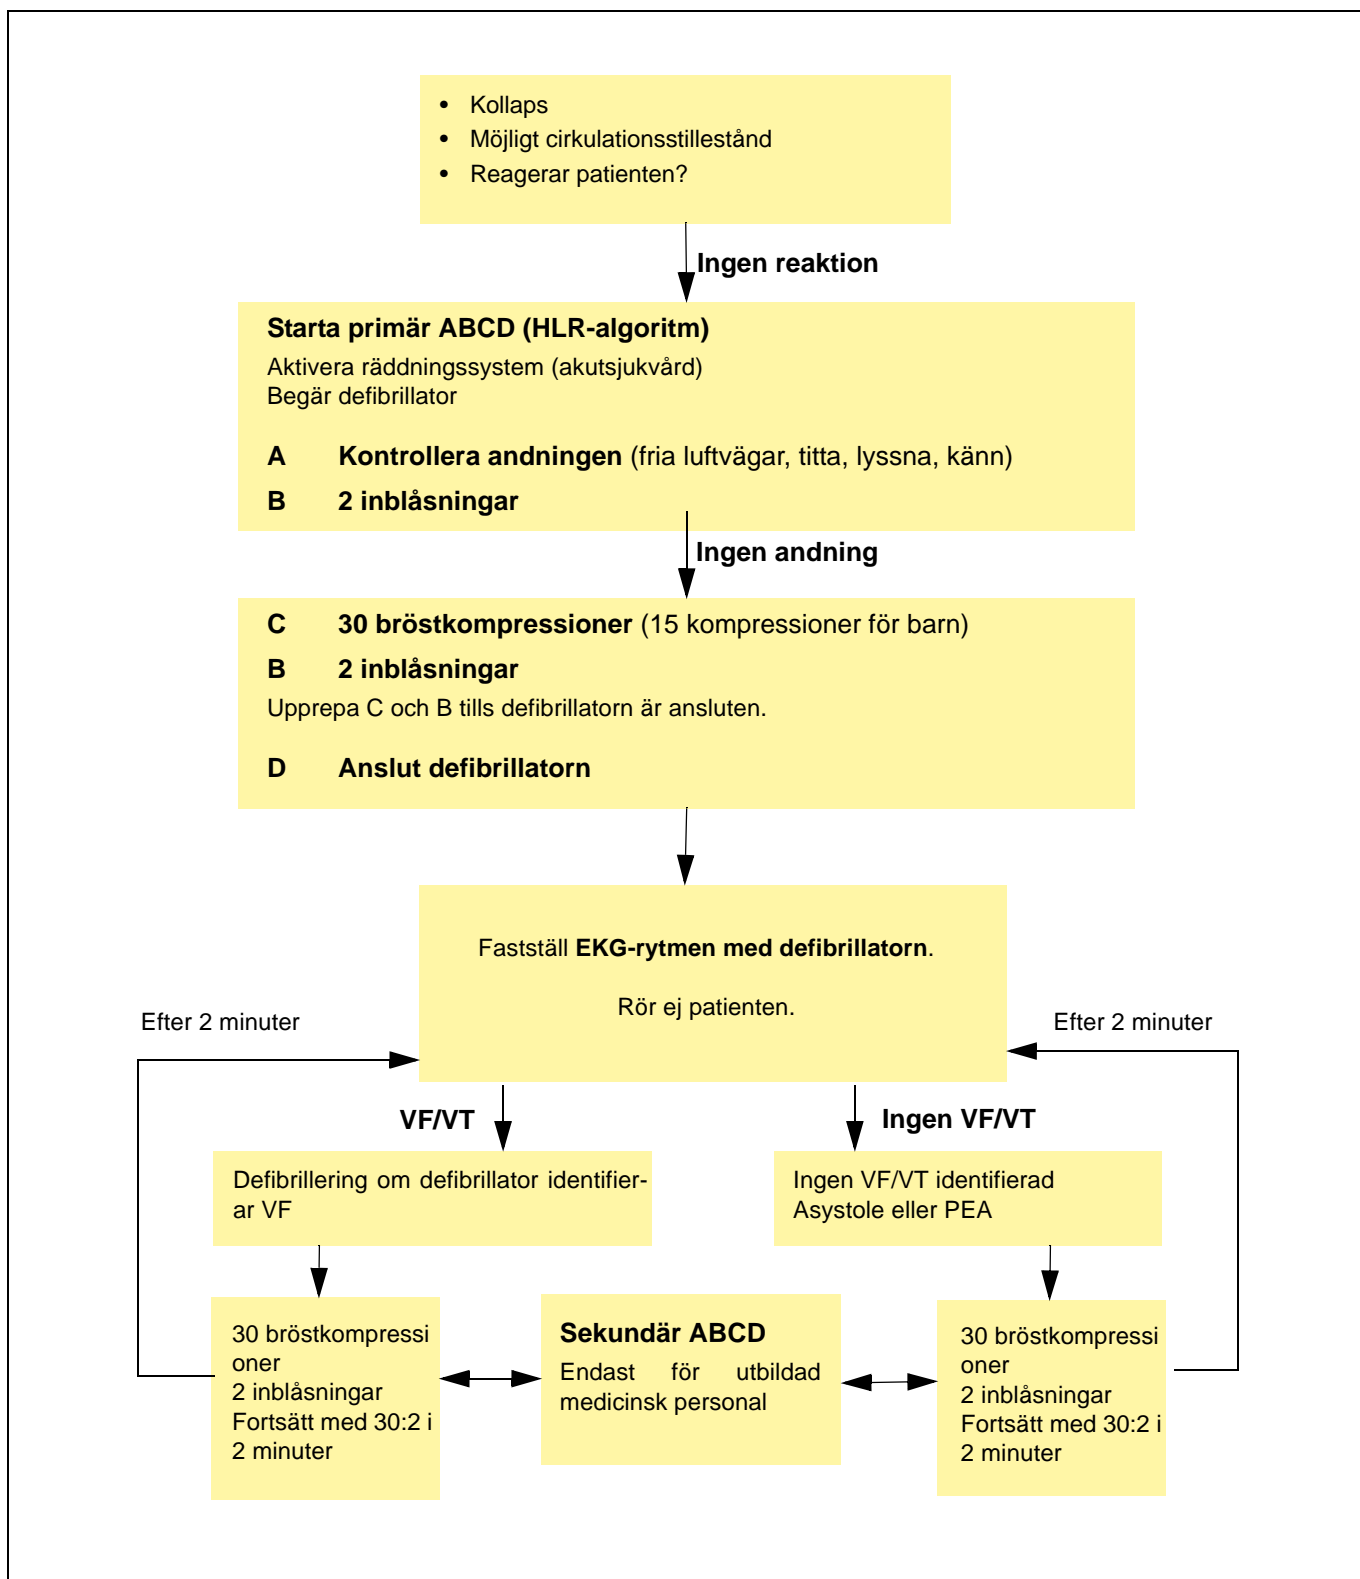 • Kollaps
• Möjligt cirkulationsstillestånd
• Reagerar patienten?
Ingen reaktion
Starta primär ABCD (HLR-algoritm)
Aktivera räddningssystem (akutsjukvård)
Begär defibrillator
A Kontrollera andningen (fria luftvägar, titta, lyssna, känn)
B 2 inblåsningar
Ingen andning
C 30 bröstkompressioner (15 kompressioner för barn)
B 2 inblåsningar
Upprepa C och B tills defibrillatorn är ansluten.
D Anslut defibrillatorn
Fastställ EKG-rytmen med defibrillatorn.
Rör ej patienten.
Efter 2 minuter
Efter 2 minuter
VF/VT
Ingen VF/VT
Defibrillering om defibrillator identifier-
ar VF
Ingen VF/VT identifierad
Asystole eller PEA
30 bröstkompressi
oner
2 inblåsningar
Fortsätt med 30:2 i
2 minuter
Sekundär ABCD
Endast för utbildad
medicinsk personal
30 bröstkompressi
oner
2 inblåsningar
Fortsätt med 30:2 i
2 minuter